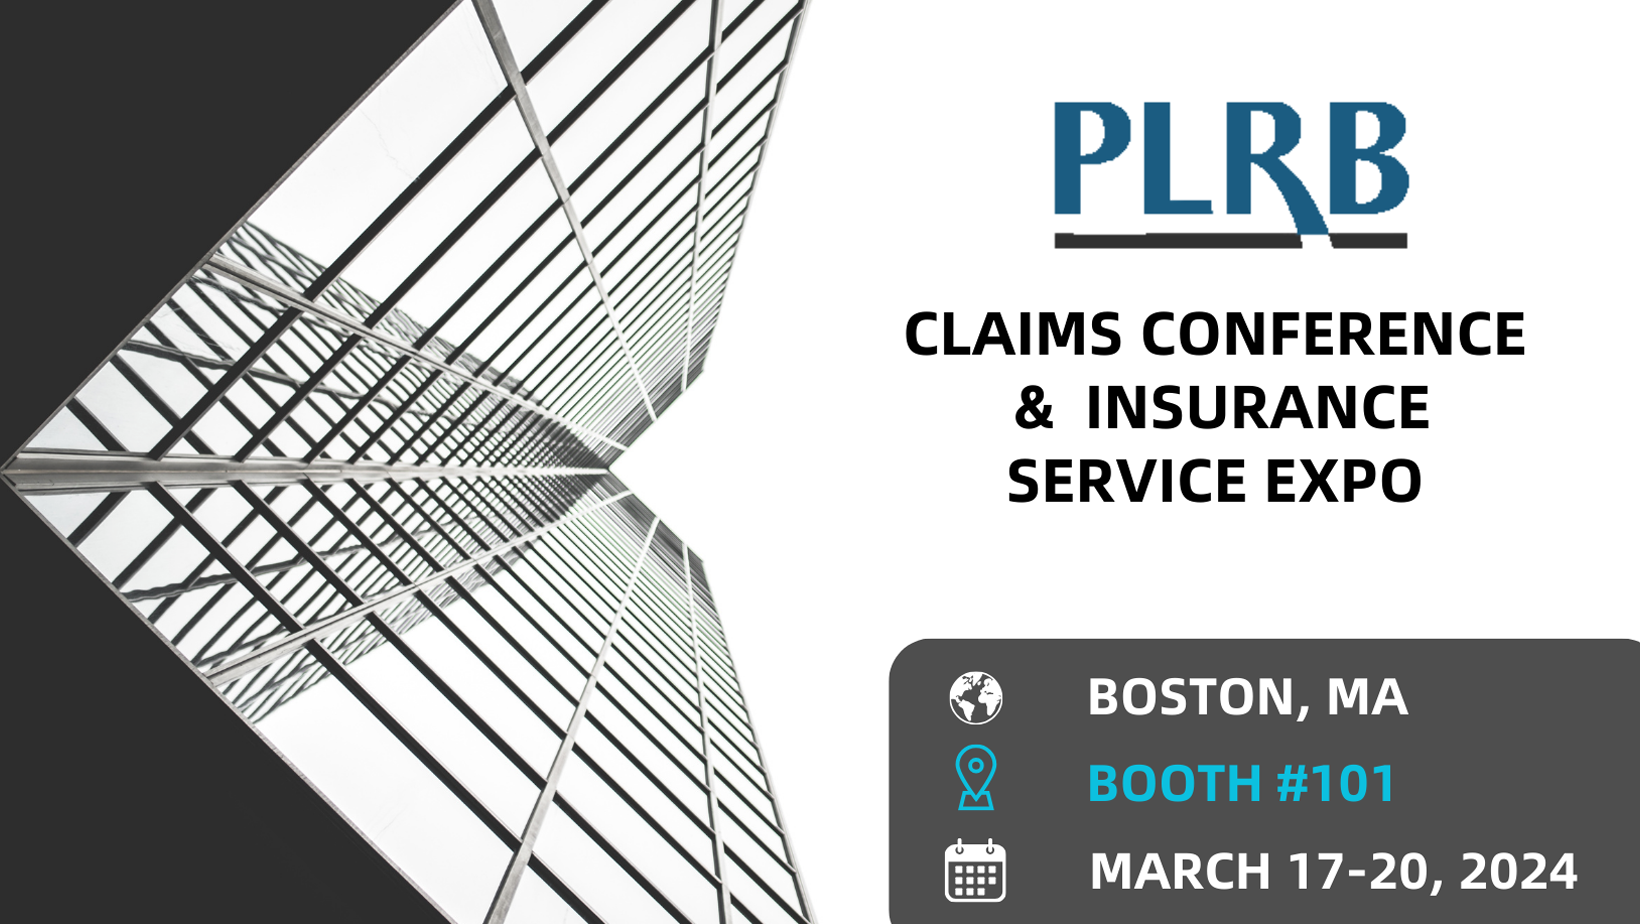 PLRB
CLAIMS CONFERENCE
& INSURANCE
SERVICE EXPO
BOSTON, MA
BOOTH #101
MARCH 17-20, 2024